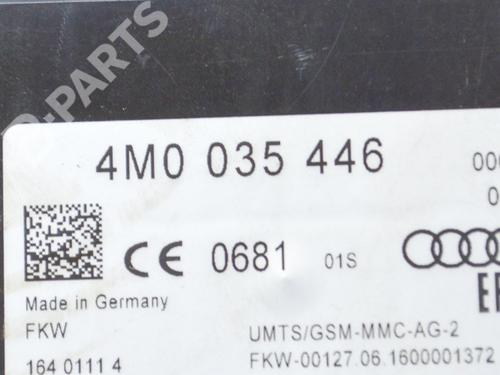 B-PARTS
4M0 035 446
CE 0681 01S
Made in Germany
FKW
UMTS/GSM-MMC-AG-2
164 0111 4
FKW-00127.06.1600001372